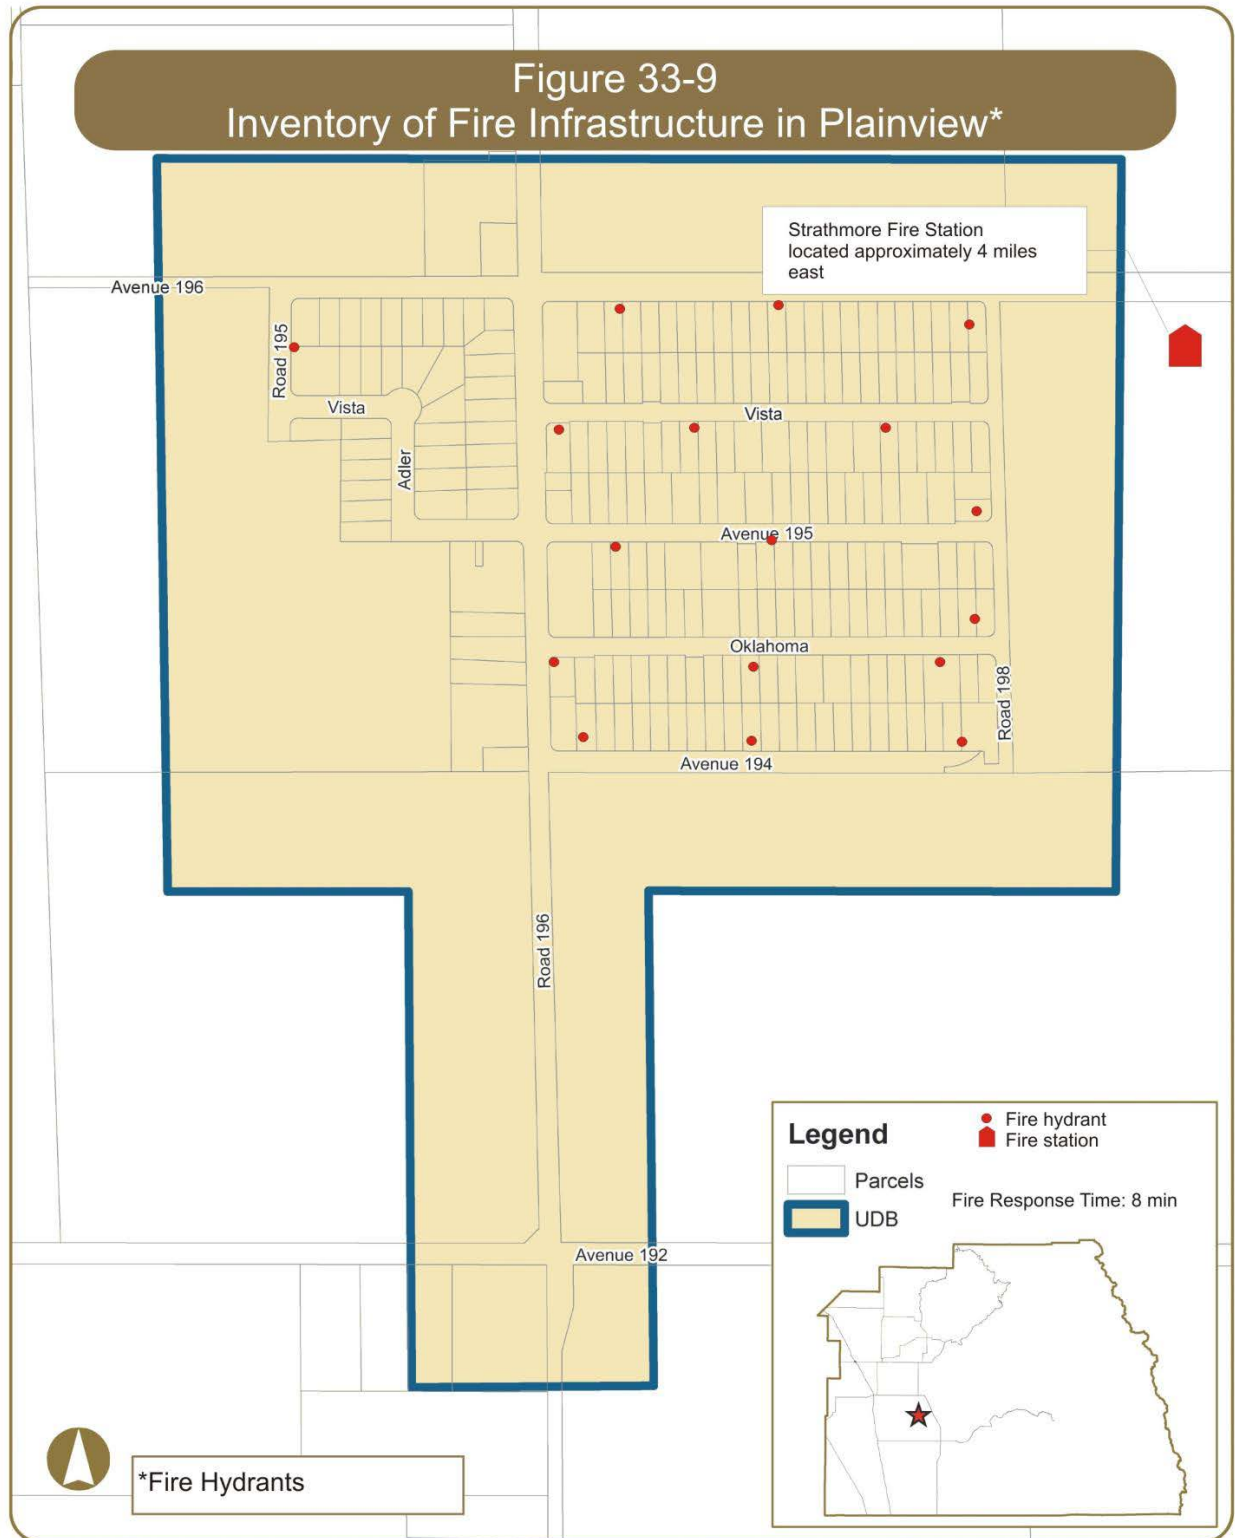 Figure 33-9
Inventory of Fire Infrastructure in Plainview*
Strathmore Fire Station
located approximately 4 miles
east
Avenue 196
Road 195
Vista
Vista
Adler
Avenue 195
Oklahoma
Road 198
Avenue 194
Road 196
Avenue 192
Legend
Fire hydrant
Fire station
Parcels
UDB
Fire Response Time: 8 min
*Fire Hydrants